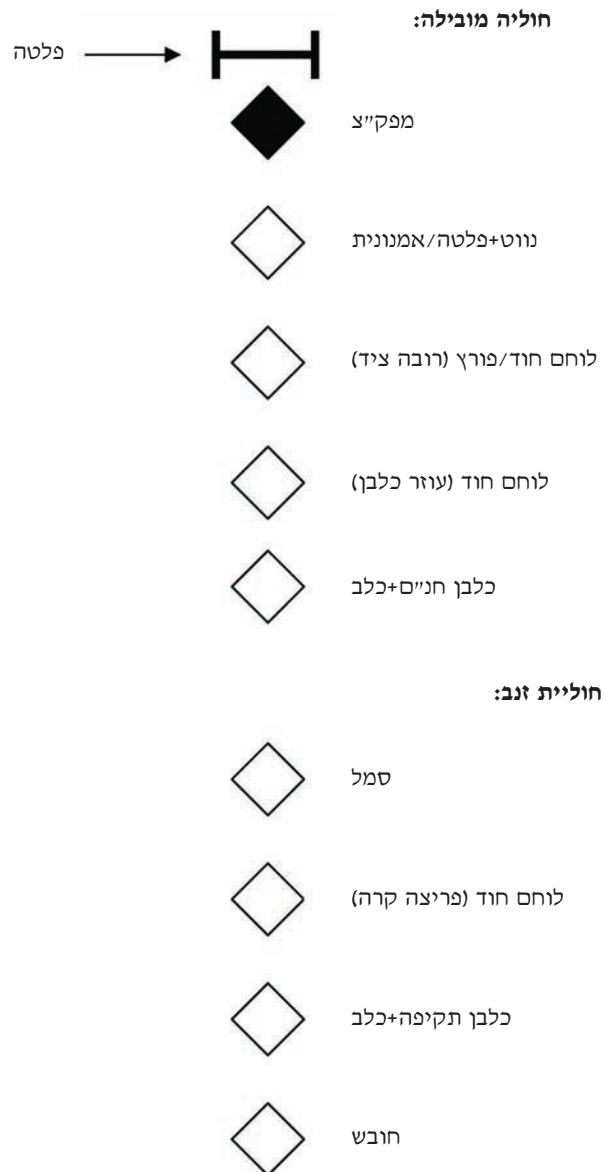 חוליה מובילה:
פלטה
מפק"צ
נווט+פלטה/אמנונית
לוחם חוד/פורץ (רובה ציד)
לוחם חוד (עוזר כלבן)
כלבן חנ"ם+כלב
חוליית זנב:
סמל
לוחם חוד (פריצה קרה)
כלבן תקיפה+כלב
חובש